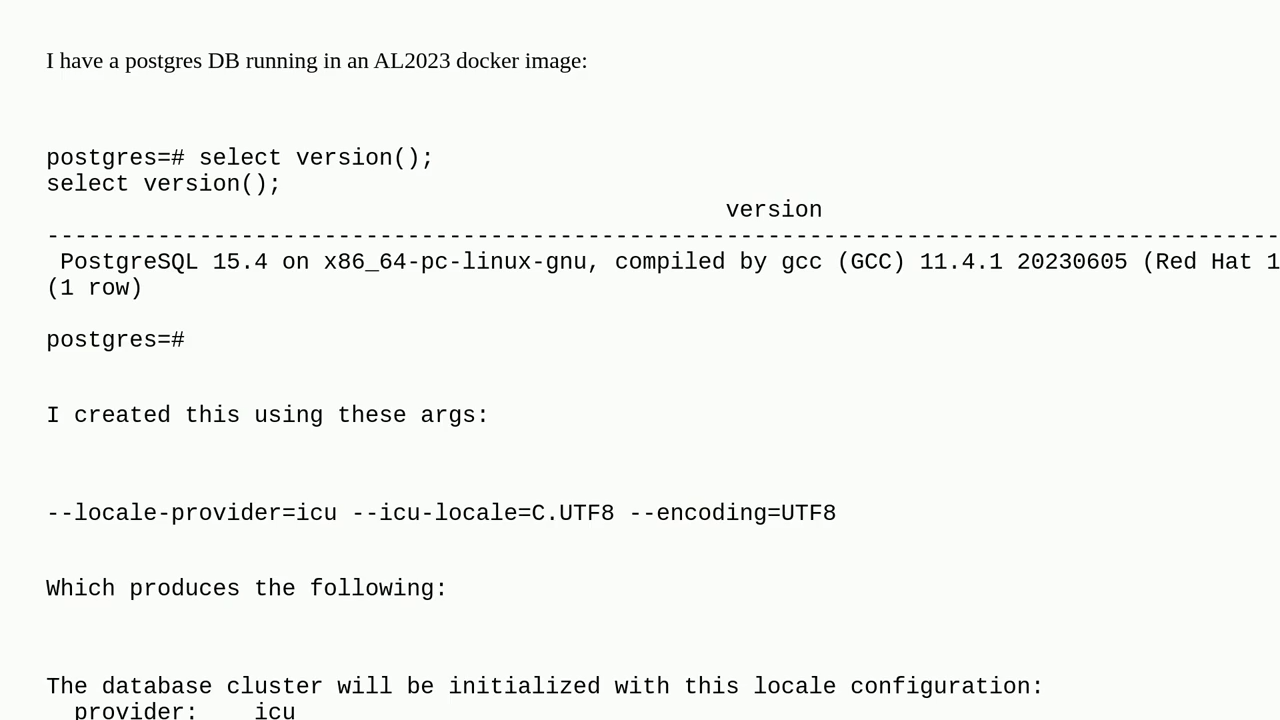 I have a postgres DB running in an AL2023 docker image:
postgres=# select version();
select version();
version
------------------------------------------------------------------------------------------
PostgreSQL 15.4 on x86_64-pc-linux-gnu, compiled by gcc (GCC) 11.4.1 20230605 (Red Hat 1
(1 row)
postgres=#
I created this using these args:
--locale-provider=icu --icu-locale=C.UTF8 --encoding=UTF8
Which produces the following:
The database cluster will be initialized with this locale configuration:
provider:    icu